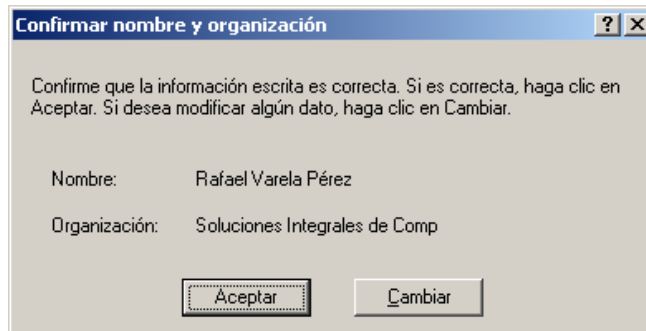 Confirmar nombre y organización
Confirme que la información escrita es correcta. Si es correcta, haga clic en
Aceptar. Si desea modificar algún dato, haga clic en Cambiar.
Nombre: Rafael Varela Pérez
Organización: Soluciones Integrales de Comp
Aceptar Cambiar